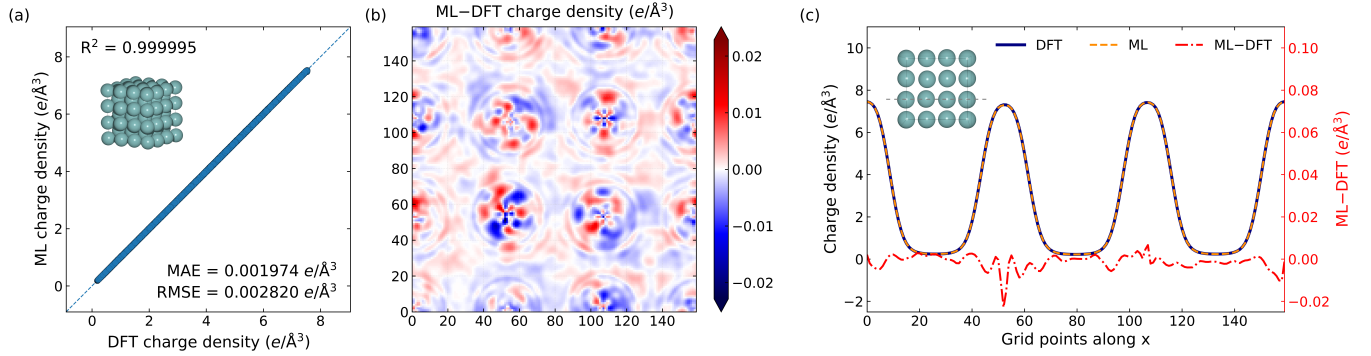 (a)
R² = 0.999995
MAE = 0.001974 e/Å³
RMSE = 0.002820 e/Å³
ML charge density (e/Å³)
8
6
4
2
0
0 2 4 6 8
DFT charge density (e/Å³)
(b)
ML−DFT charge density (e/Å³)
140
120
100
80
60
40
20
0
0 20 40 60 80 100 120 140
0.02
0.01
0.00
−0.01
−0.02
(c)
DFT ML ML−DFT
Charge density (e/Å³)
10
8
6
4
2
0
−2
0 20 40 60 80 100 120 140
Grid points along x
0.10
0.08
0.06
0.04
0.02
0.00
−0.02
ML−DFT (e/Å³)